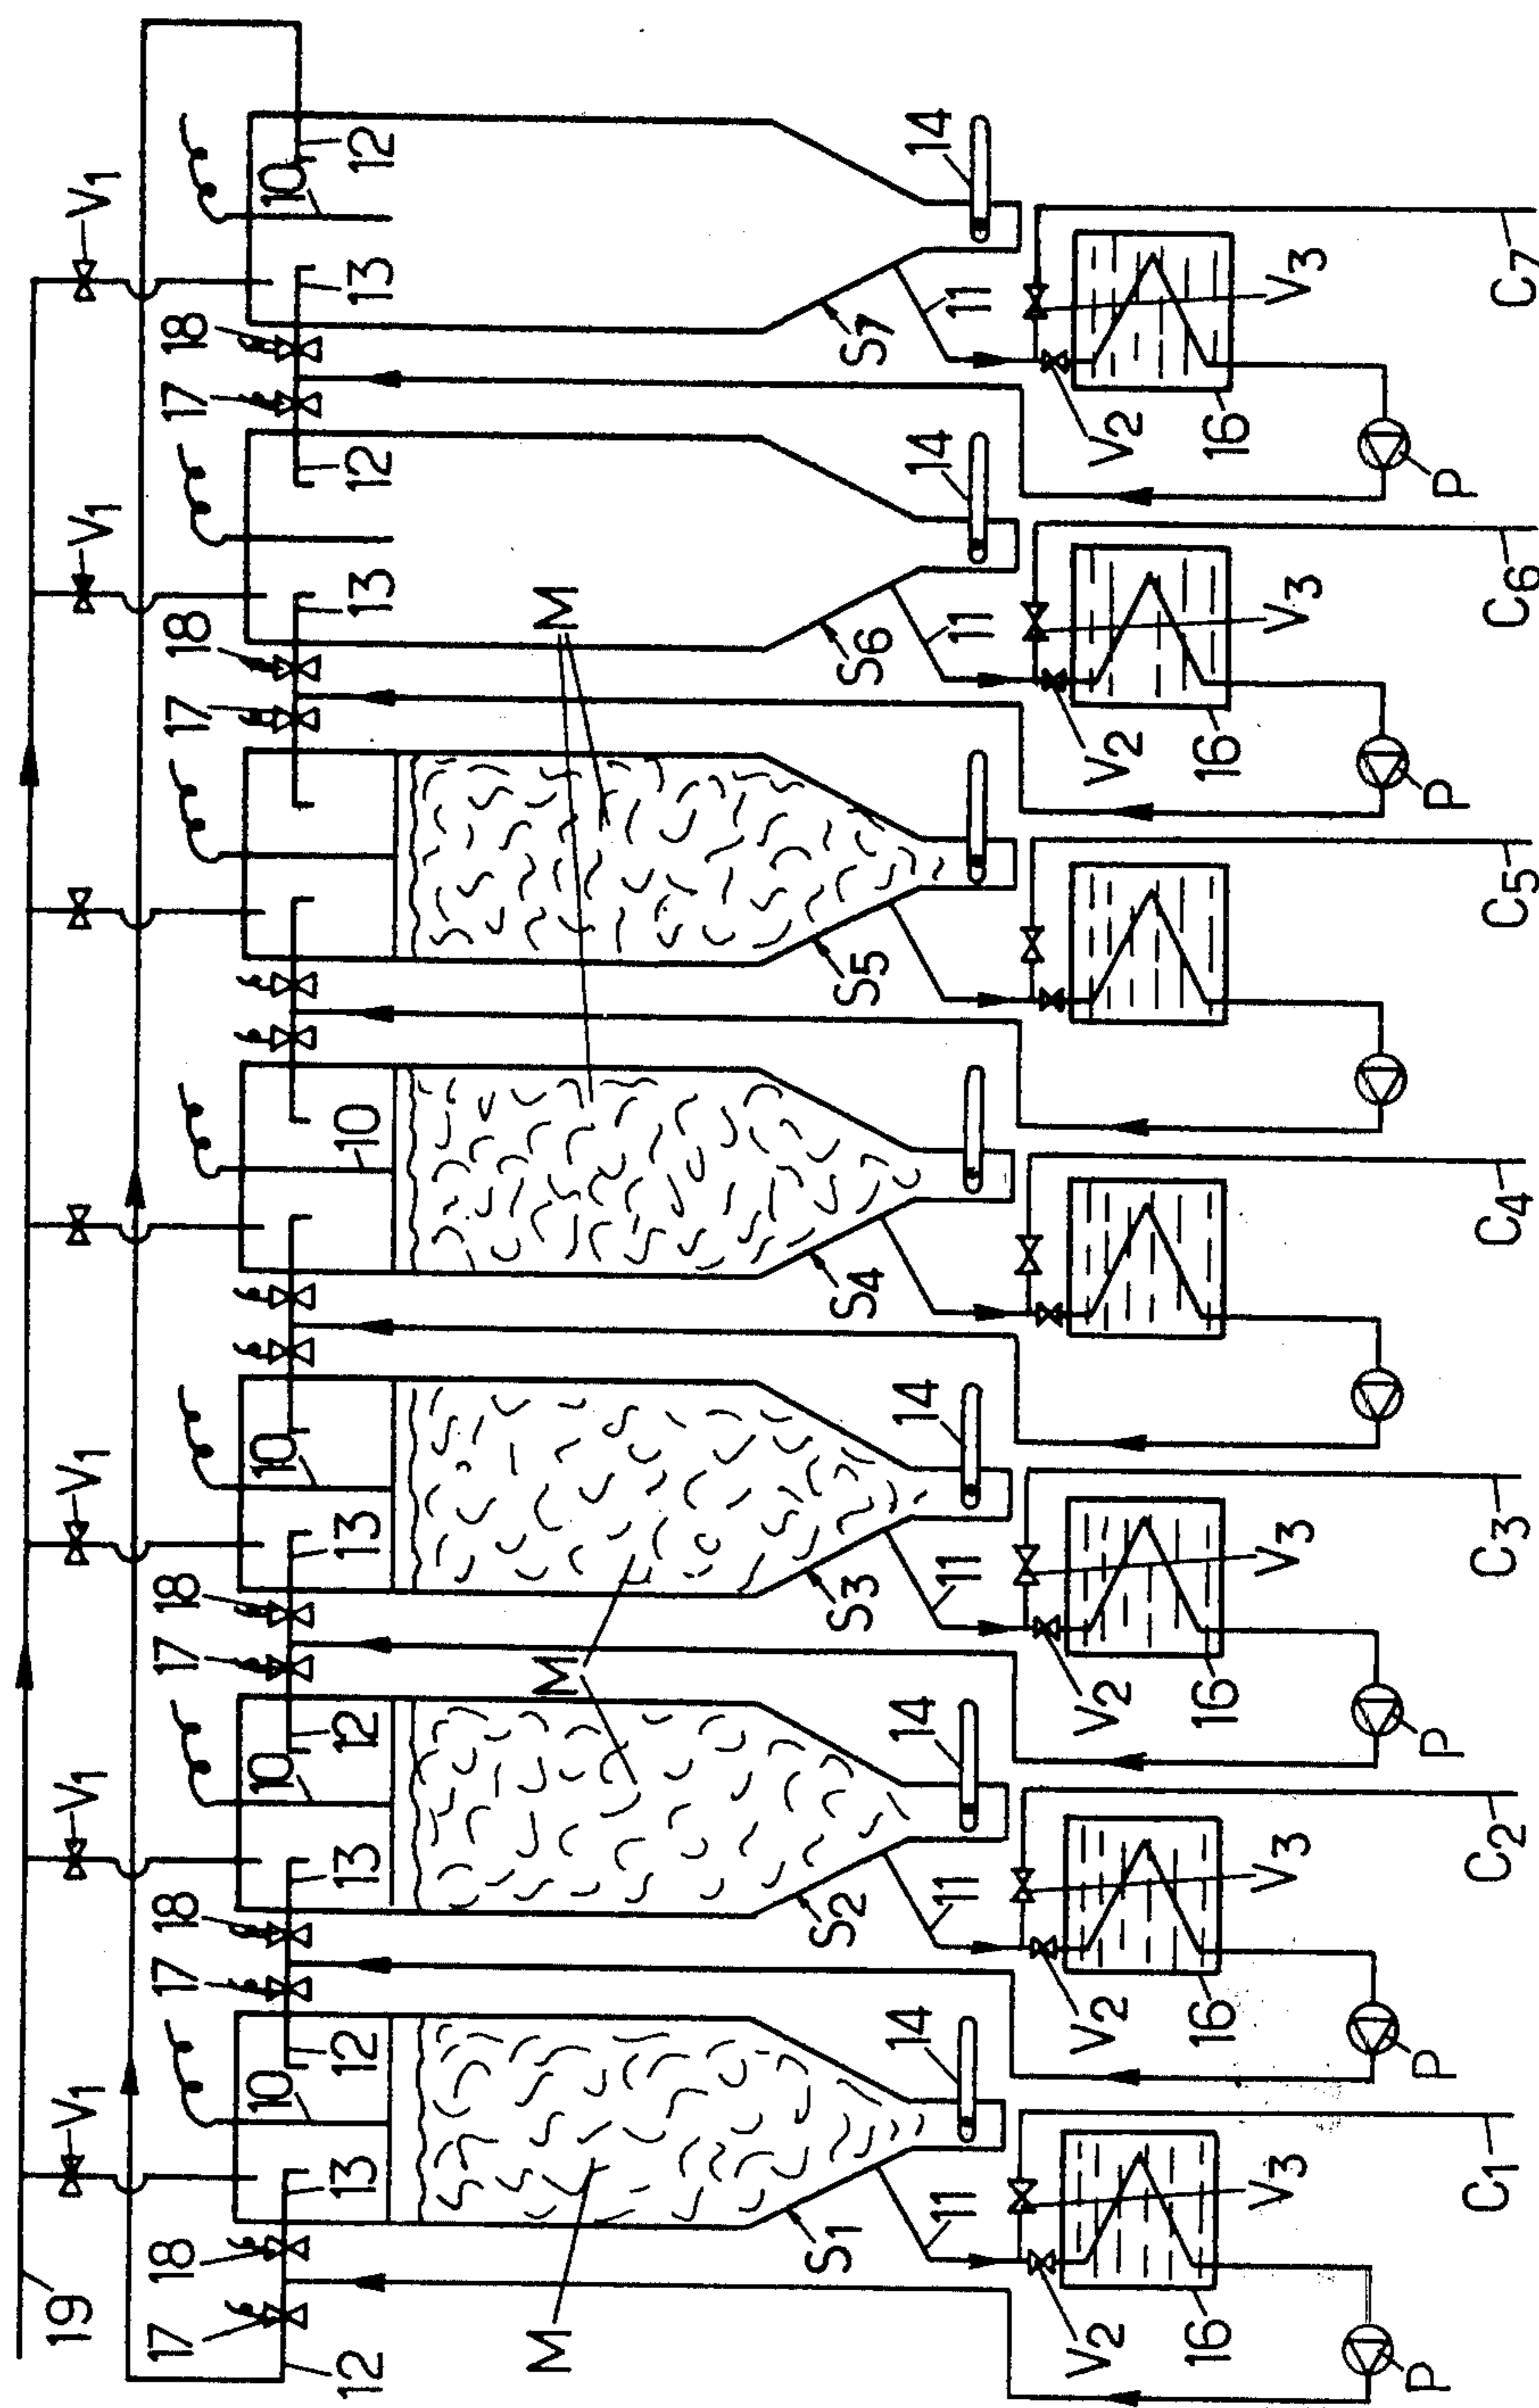 19
V1 V1 V1 V1 V1
17 18 17 18 17 18 17 18 17 18
10 10 10 10
12 13 12 13 12 13 10 13 12 13 12
M M M
S1 S2 S3 S4 S5 S6 S7
14 14 14 14 14
11 11 11 11 11
V2 V2 V2 V2 V2
16 16 16 16 16
V3 V3 V3 V3 V3
P P P P P
C1 C2 C3 C4 C5 C6 C7